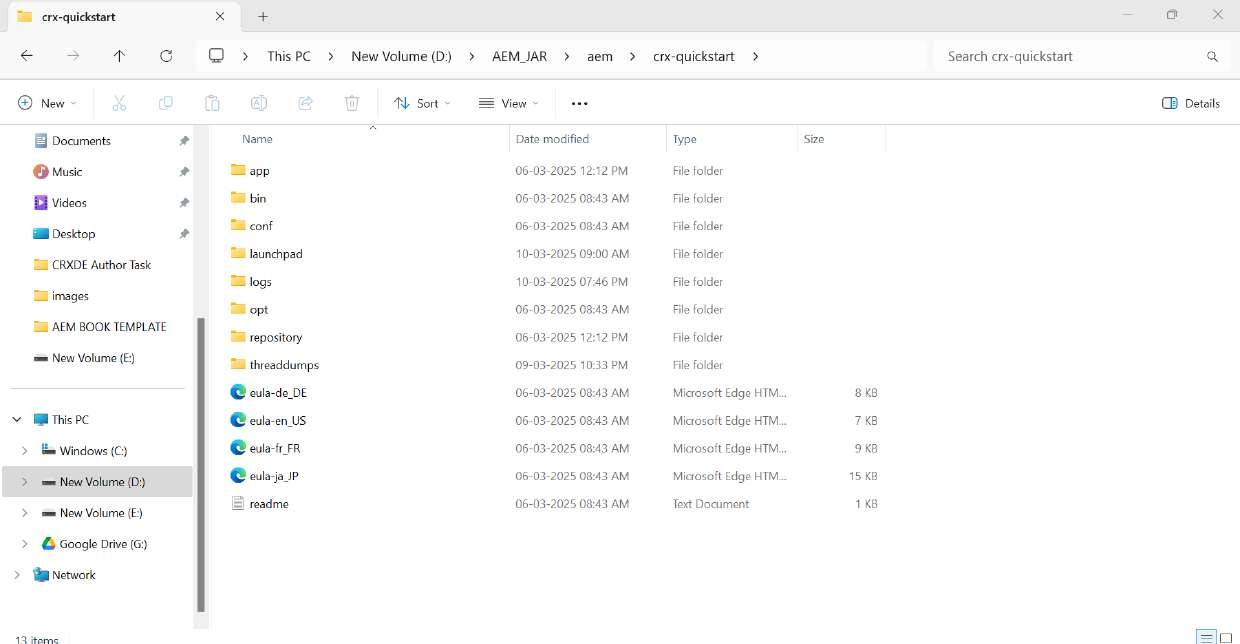 crx-quickstart
This PC > New Volume (D:) > AEM_JAR > aem > crx-quickstart >
Search crx-quickstart
New
Sort
View
Details
Documents
Music
Videos
Desktop
CRXDE Author Task
images
AEM BOOK TEMPLATE
New Volume (E:)
This PC
Windows (C:)
New Volume (D:)
New Volume (E:)
Google Drive (G:)
Network
Name Date modified Type Size
app 06-03-2025 12:12 PM File folder
bin 06-03-2025 08:43 AM File folder
conf 06-03-2025 08:43 AM File folder
launchpad 10-03-2025 09:00 AM File folder
logs 10-03-2025 07:46 PM File folder
opt 06-03-2025 08:43 AM File folder
repository 06-03-2025 12:12 PM File folder
threaddumps 09-03-2025 10:33 PM File folder
eula-de_DE 06-03-2025 08:43 AM Microsoft Edge HTM... 8 KB
eula-en_US 06-03-2025 08:43 AM Microsoft Edge HTM... 7 KB
eula-fr_FR 06-03-2025 08:43 AM Microsoft Edge HTM... 9 KB
eula-ja_JP 06-03-2025 08:43 AM Microsoft Edge HTM... 15 KB
readme 06-03-2025 08:43 AM Text Document 1 KB
13 items